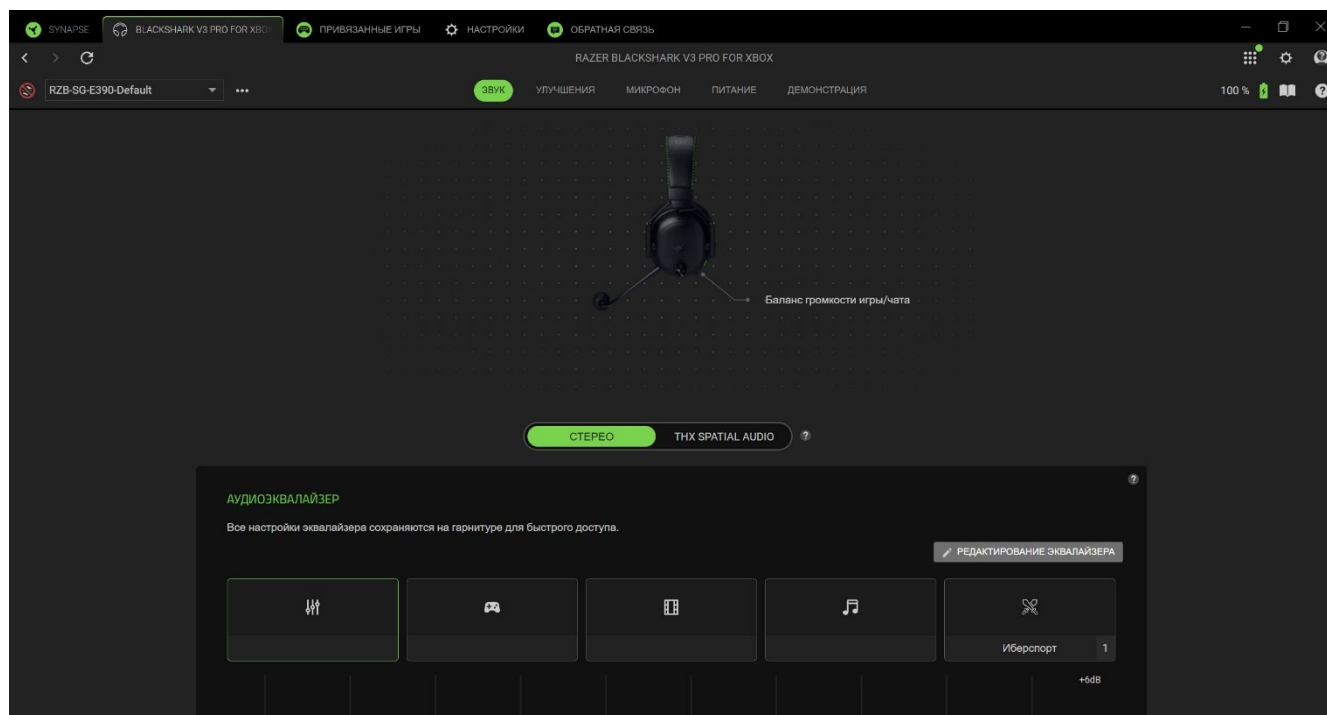 SYNAPSE BLACKSHARK V3 PRO FOR XBOX ПРИВЯЗАННЫЕ ИГРЫ НАСТРОЙКИ ОБРАТНАЯ СВЯЗЬ
RAZER BLACKSHARK V3 PRO FOR XBOX
RZB-SG-E390-Default ЗВУК УЛУЧШЕНИЯ МИКРОФОН ПИТАНИЕ ДЕМОНСТРАЦИЯ 100 %
Баланс громкости игры/чата
СТЕРЕО THX SPATIAL AUDIO ?
?
АУДИОЭКВАЛАЙЗЕР
Все настройки эквалайзера сохраняются на гарнитуре для быстрого доступа.
РЕДАКТИРОВАНИЕ ЭКВАЛАЙЗЕРА
Иберспорт 1
+6dB